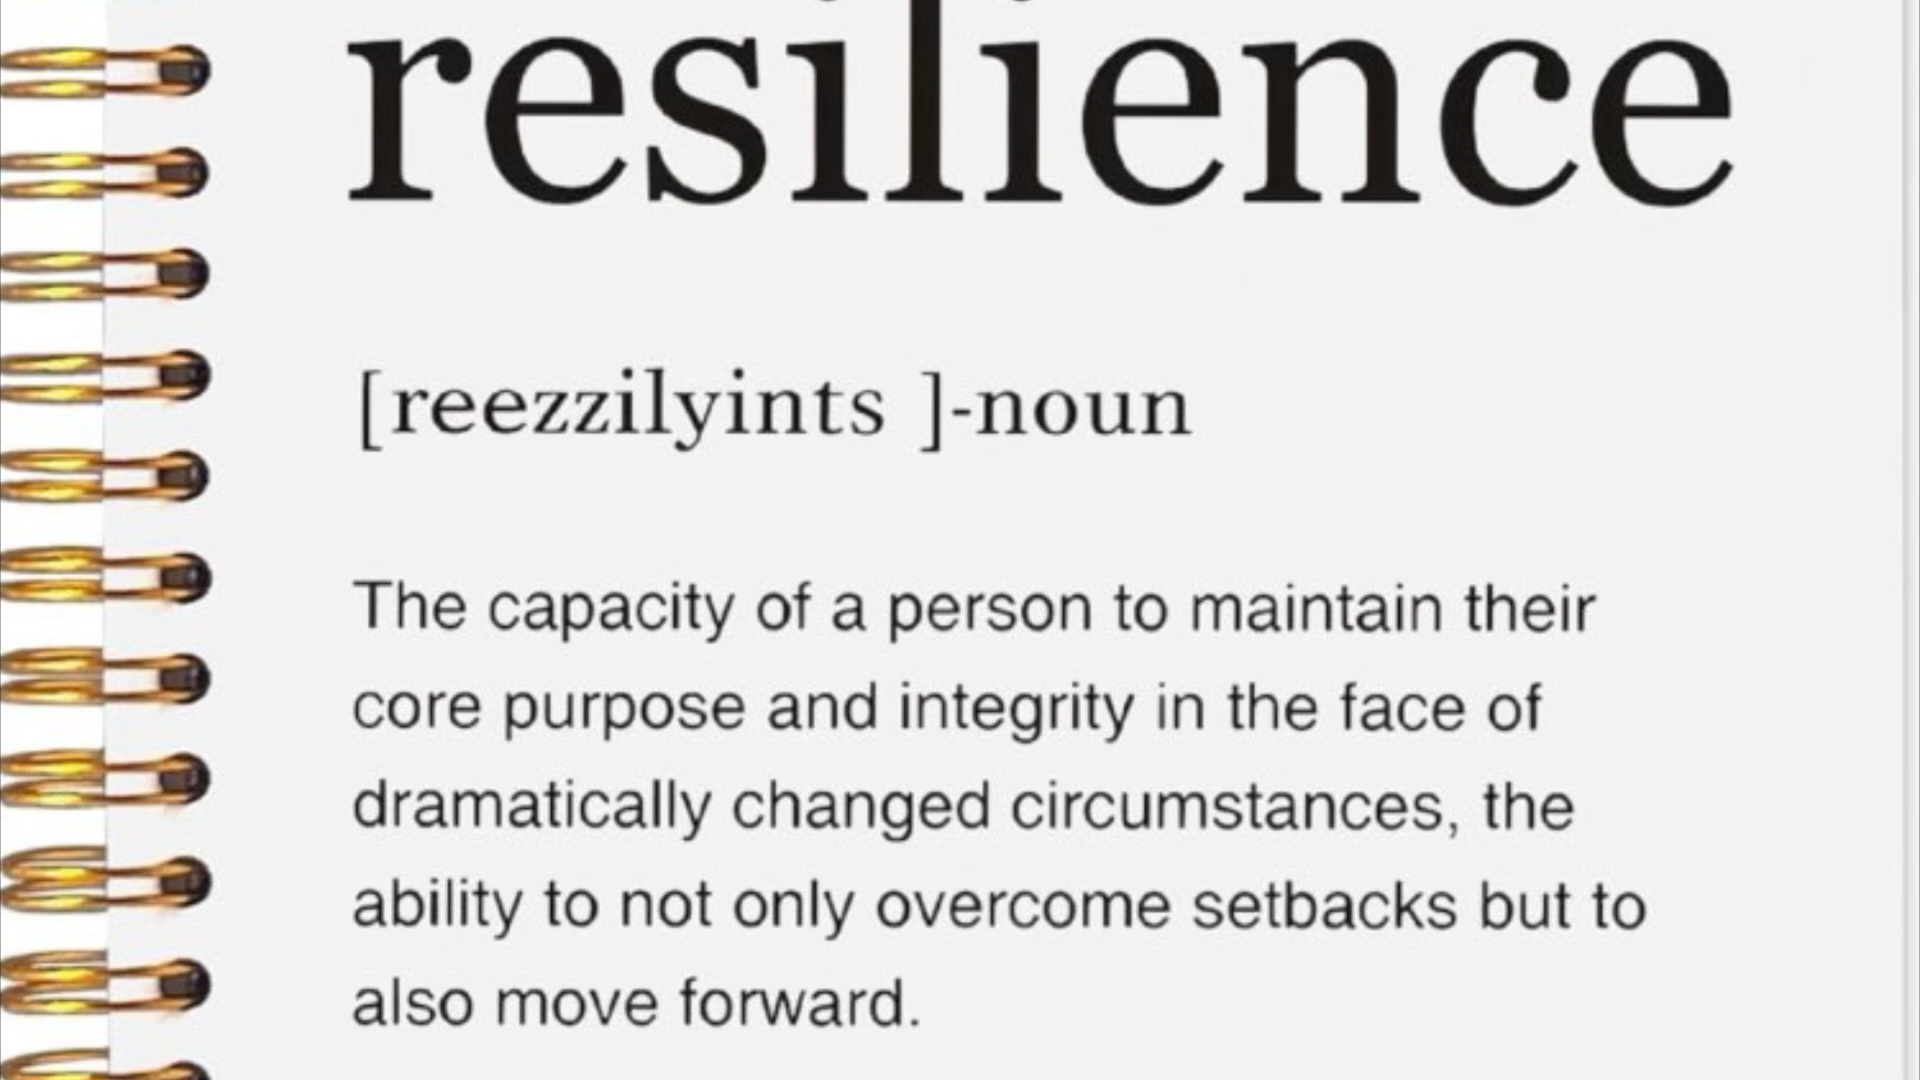 resilience
[reezzilyints ]-noun
The capacity of a person to maintain their
core purpose and integrity in the face of
dramatically changed circumstances, the
ability to not only overcome setbacks but to
also move forward.